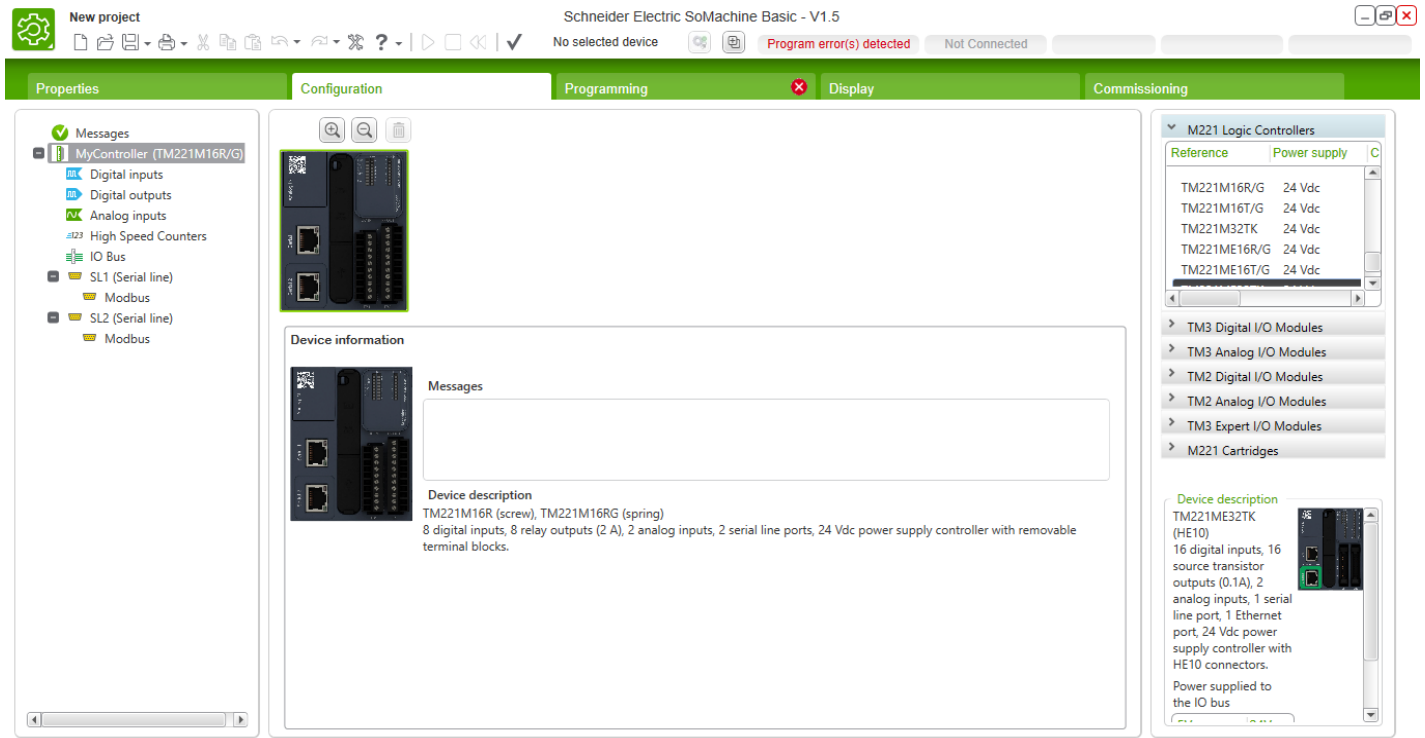 New project
Schneider Electric SoMachine Basic - V1.5
No selected device
Program error(s) detected
Not Connected
Properties
Configuration
Programming
Display
Commissioning
Messages
MyController (TM221M16R/G)
Digital inputs
Digital outputs
Analog inputs
High Speed Counters
IO Bus
SL1 (Serial line)
Modbus
SL2 (Serial line)
Modbus
Device information
Messages
Device description
TM221M16R (screw), TM221M16RG (spring)
8 digital inputs, 8 relay outputs (2 A), 2 analog inputs, 2 serial line ports, 24 Vdc power supply controller with removable
terminal blocks.
M221 Logic Controllers
Reference Power supply C
TM221M16R/G 24 Vdc
TM221M16T/G 24 Vdc
TM221M32TK 24 Vdc
TM221ME16R/G 24 Vdc
TM221ME16T/G 24 Vdc
TM3 Digital I/O Modules
TM3 Analog I/O Modules
TM2 Digital I/O Modules
TM2 Analog I/O Modules
TM3 Expert I/O Modules
M221 Cartridges
Device description
TM221ME32TK
(HE10)
16 digital inputs, 16
source transistor
outputs (0.1A), 2
analog inputs, 1 serial
line port, 1 Ethernet
port, 24 Vdc power
supply controller with
HE10 connectors.
Power supplied to
the IO bus